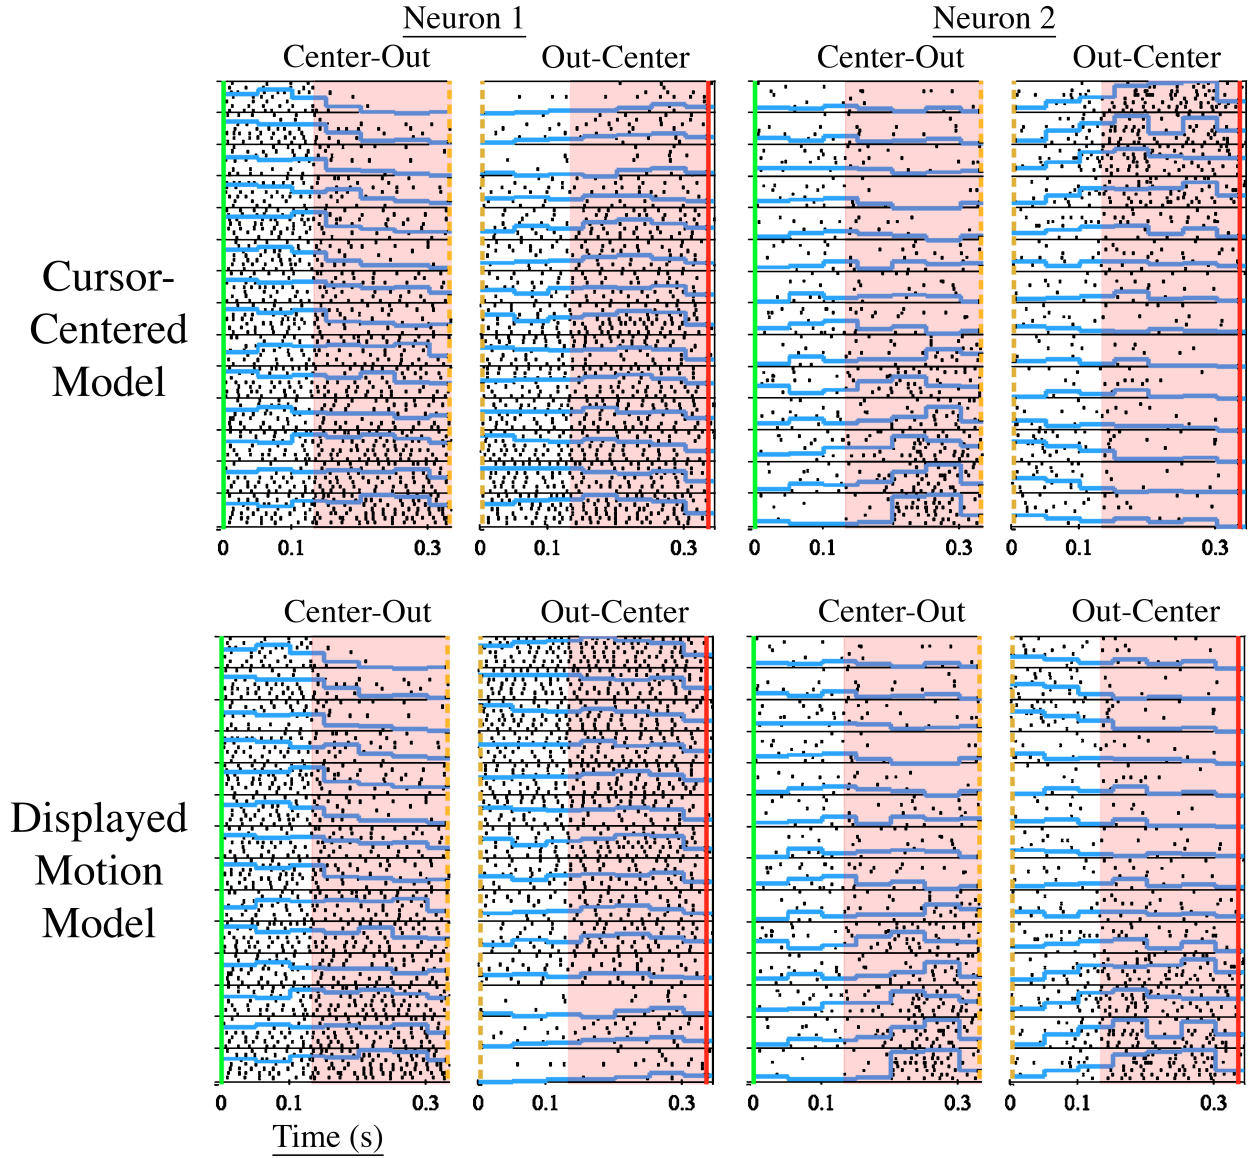 Neuron 1 Neuron 2
Center-Out Out-Center Center-Out Out-Center
Cursor-
Centered
Model
0 0.1 0.3 0 0.1 0.3 0 0.1 0.3 0 0.1 0.3
Center-Out Out-Center Center-Out Out-Center
Displayed
Motion
Model
0 0.1 0.3 0 0.1 0.3 0 0.1 0.3 0 0.1 0.3
Time (s)